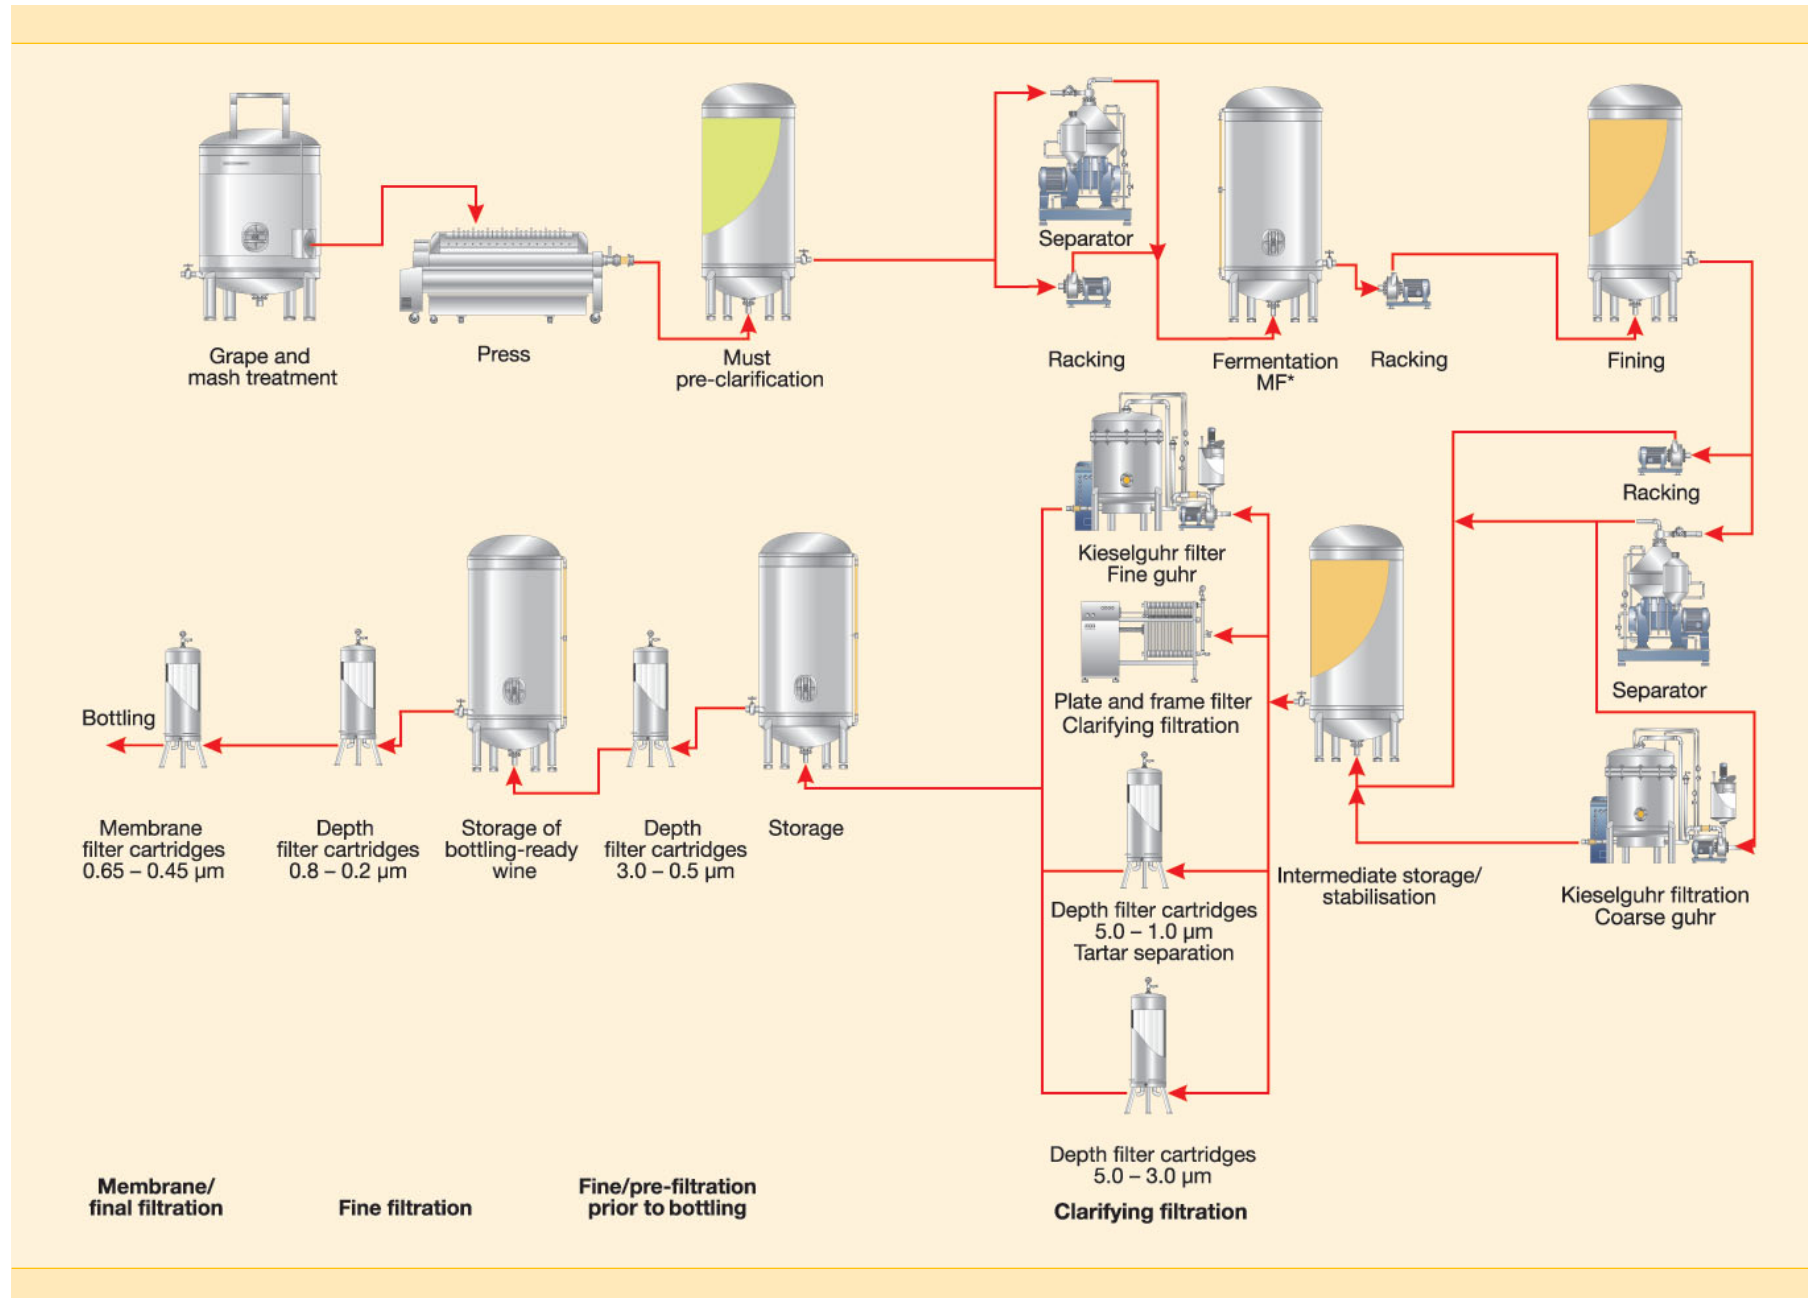 Separator
Grape and
mash treatment
Press
Must
pre-clarification
Racking
Fermentation
MF*
Racking
Fining
Racking
Kieselguhr filter
Fine guhr
Separator
Plate and frame filter
Clarifying filtration
Bottling
Membrane
filter cartridges
0.65 – 0.45 µm
Depth
filter cartridges
0.8 – 0.2 µm
Storage of
bottling-ready
wine
Depth
filter cartridges
3.0 – 0.5 µm
Storage
Intermediate storage/
stabilisation
Kieselguhr filtration
Coarse guhr
Depth filter cartridges
5.0 – 1.0 µm
Tartar separation
Depth filter cartridges
5.0 – 3.0 µm
Membrane/
final filtration
Fine filtration
Fine/pre-filtration
prior to bottling
Clarifying filtration